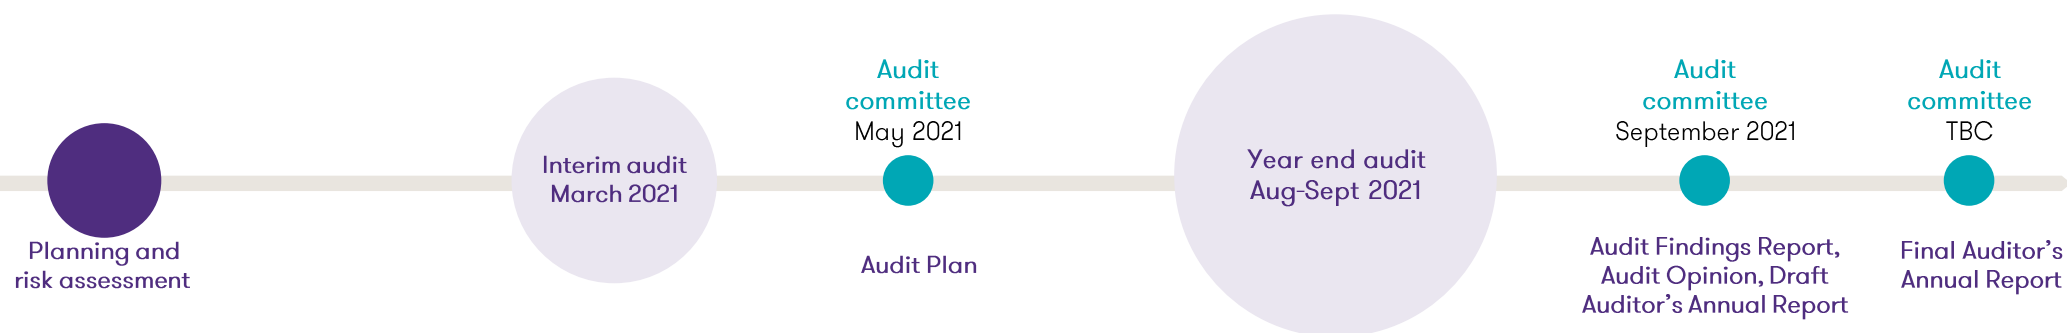 Planning and
risk assessment
Interim audit
March 2021
Audit
committee
May 2021
Audit Plan
Year end audit
Aug-Sept 2021
Audit
committee
September 2021
Audit Findings Report,
Audit Opinion, Draft
Auditor’s Annual Report
Audit
committee
TBC
Final Auditor’s
Annual Report